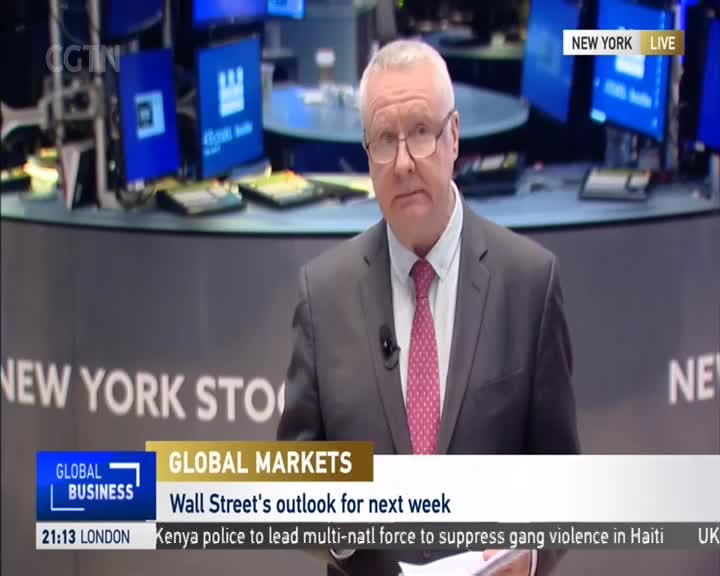 CGTN
NEW YORK LIVE
NEW YORK STOC
NE
GLOBAL MARKETS
GLOBAL
BUSINESS
Wall Street's outlook for next week
21:13 LONDON
Kenya police to lead multi-natl force to suppress gang violence in Haiti UK